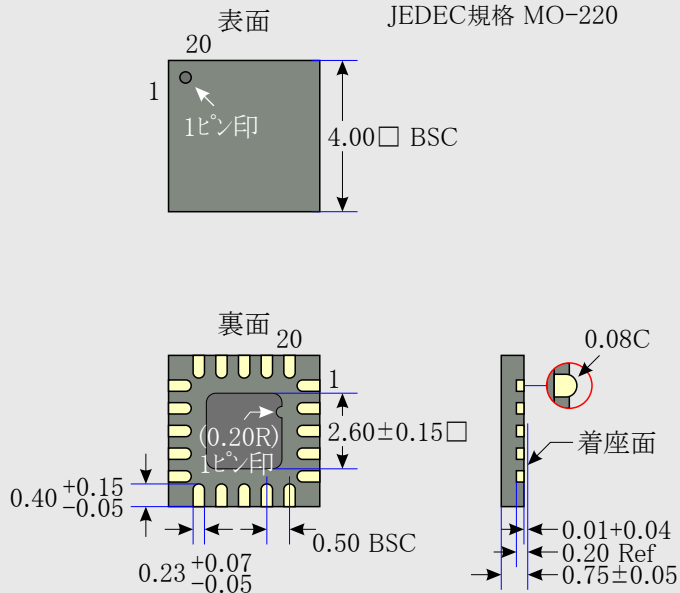 表面
JEDEC規格 MO-220
20
1
1ピン印
4.00□ BSC
裏面
20
1
0.08C
(0.20R)
1ピン印
2.60±0.15□
着座面
0.40 +0.15
-0.05
0.50 BSC
0.23 +0.07
-0.05
0.01+0.04
0.20 Ref
0.75±0.05